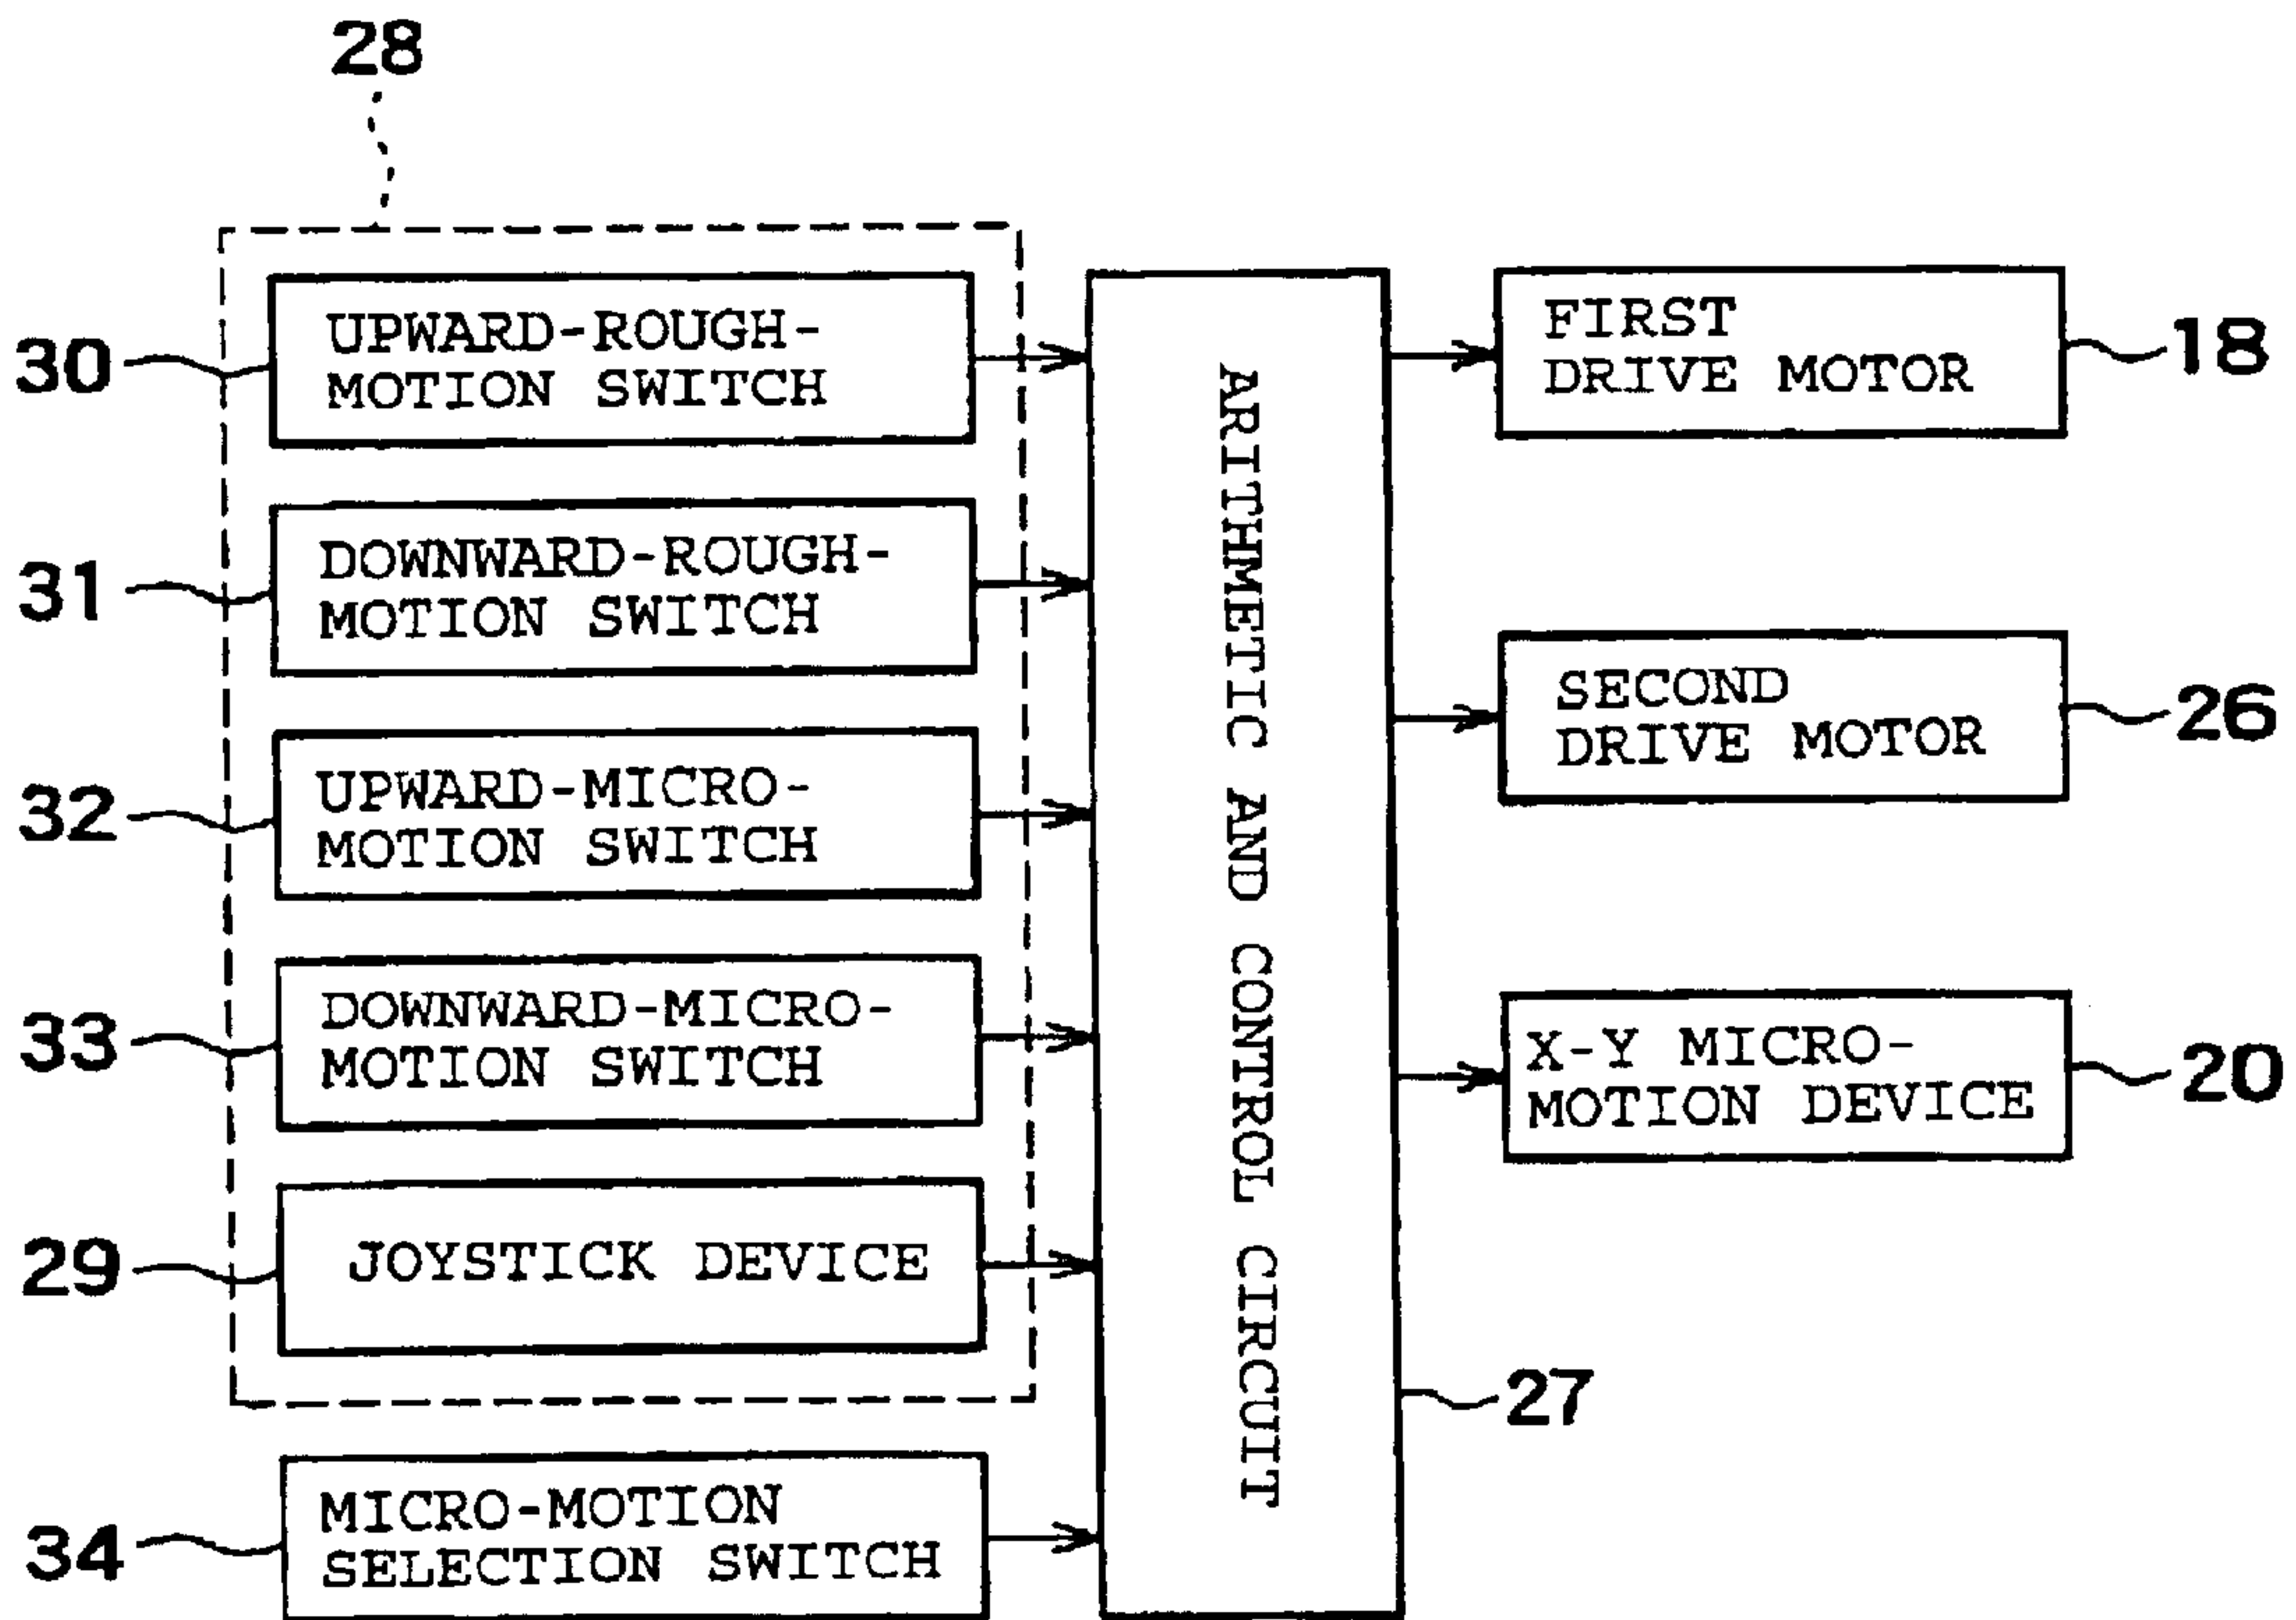 28
30
UPWARD-ROUGH-
MOTION SWITCH
31
DOWNWARD-ROUGH-
MOTION SWITCH
32
UPWARD-MICRO-
MOTION SWITCH
33
DOWNWARD-MICRO-
MOTION SWITCH
29
JOYSTICK DEVICE
34
MICRO-MOTION
SELECTION SWITCH
ARITHMETIC AND CONTROL CIRCUIT
27
FIRST
DRIVE MOTOR
18
SECOND
DRIVE MOTOR
26
X-Y MICRO-
MOTION DEVICE
20